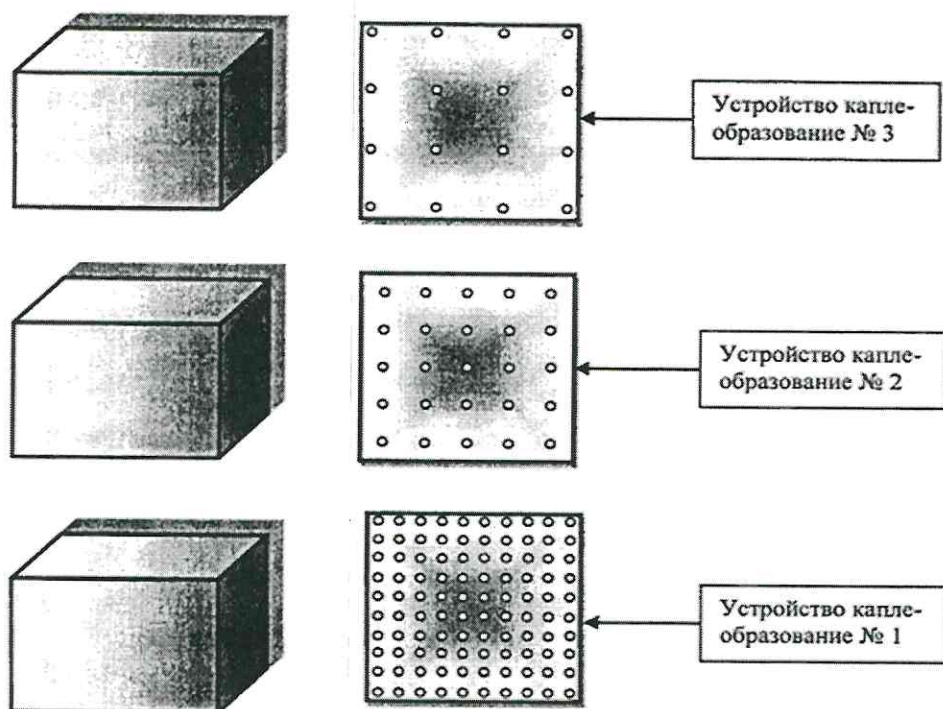 Устройство капле-
образование № 3
Устройство капле-
образование № 2
Устройство капле-
образование № 1